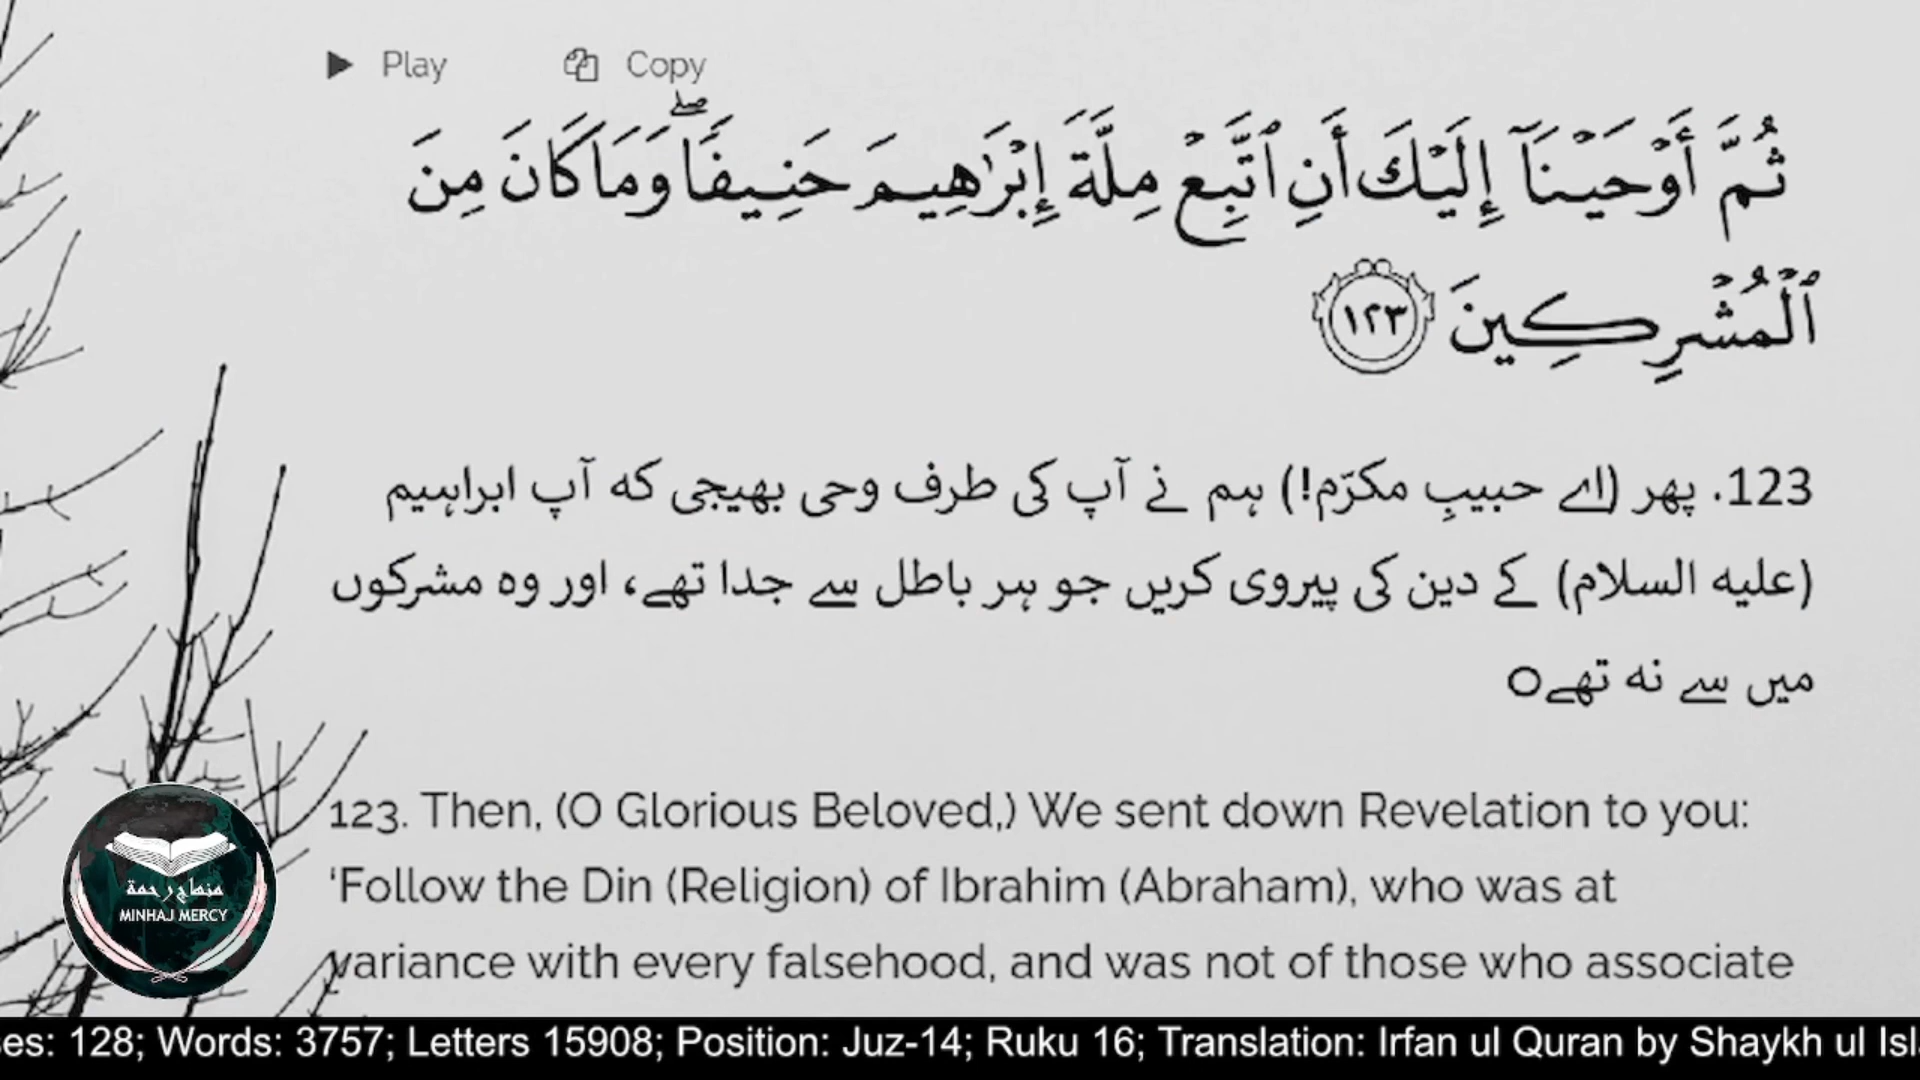 Play
Copy
ثُمَّ أَوْحَيْنَآ إِلَيْكَ أَنِ ٱتَّبِعْ مِلَّةَ إِبْرَٰهِيمَ حَنِيفًا ۖ وَمَا كَانَ مِنَ
ٱلْمُشْرِكِينَ ١٢٣
123. پھر (اے حبیبِ مکرّم!) ہم نے آپ کی طرف وحی بھیجی کہ آپ ابراہیم
(علیہ السلام) کے دین کی پیروی کریں جو ہر باطل سے جدا تھے، اور وہ مشرکوں
میں سے نہ تھےo
123. Then, (O Glorious Beloved,) We sent down Revelation to you:
‘Follow the Din (Religion) of Ibrahim (Abraham), who was at
variance with every falsehood, and was not of those who associate
منهاج رحمة
MINHAJ MERCY
es: 128; Words: 3757; Letters 15908; Position: Juz-14; Ruku 16; Translation: Irfan ul Quran by Shaykh ul Isl